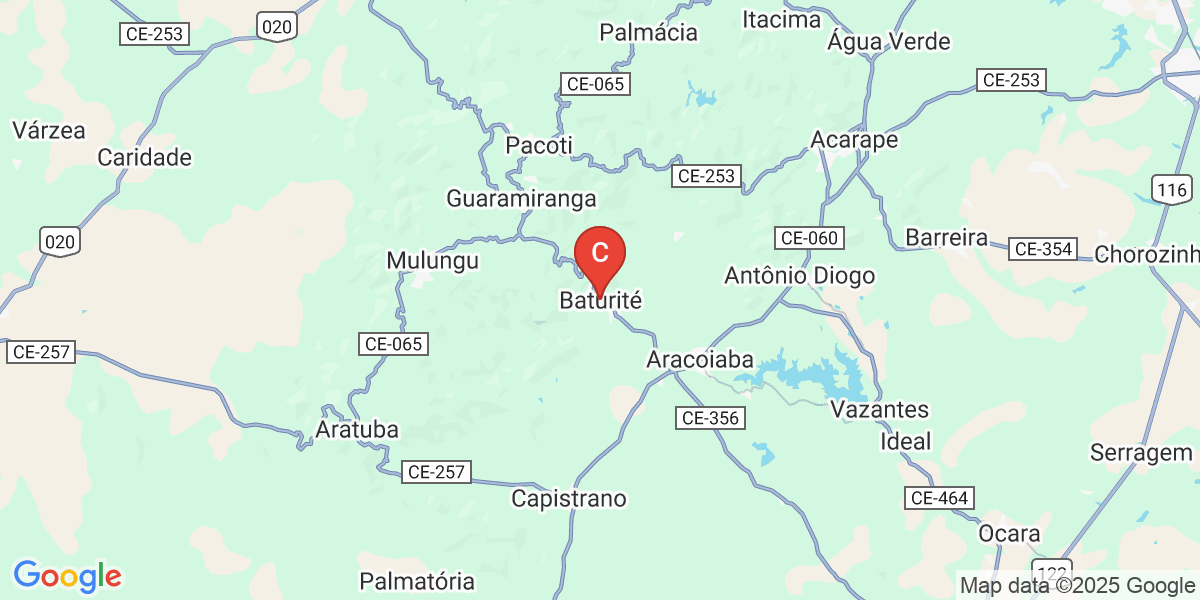 Itacima
Palmácia
CE-253
020
Água Verde
CE-065
CE-253
Várzea
Caridade
Pacoti
Acarape
CE-253
116
Guaramiranga
020
CE-060
Barreira
CE-354
C
Mulungu
Chorozinh
Antônio Diogo
Baturité
CE-257
CE-065
Aracoiaba
CE-356
Vazantes
Aratuba
Ideal
Serragem
CE-257
Capistrano
CE-464
Ocara
122
Google
Palmatória
Map data ©2025 Google